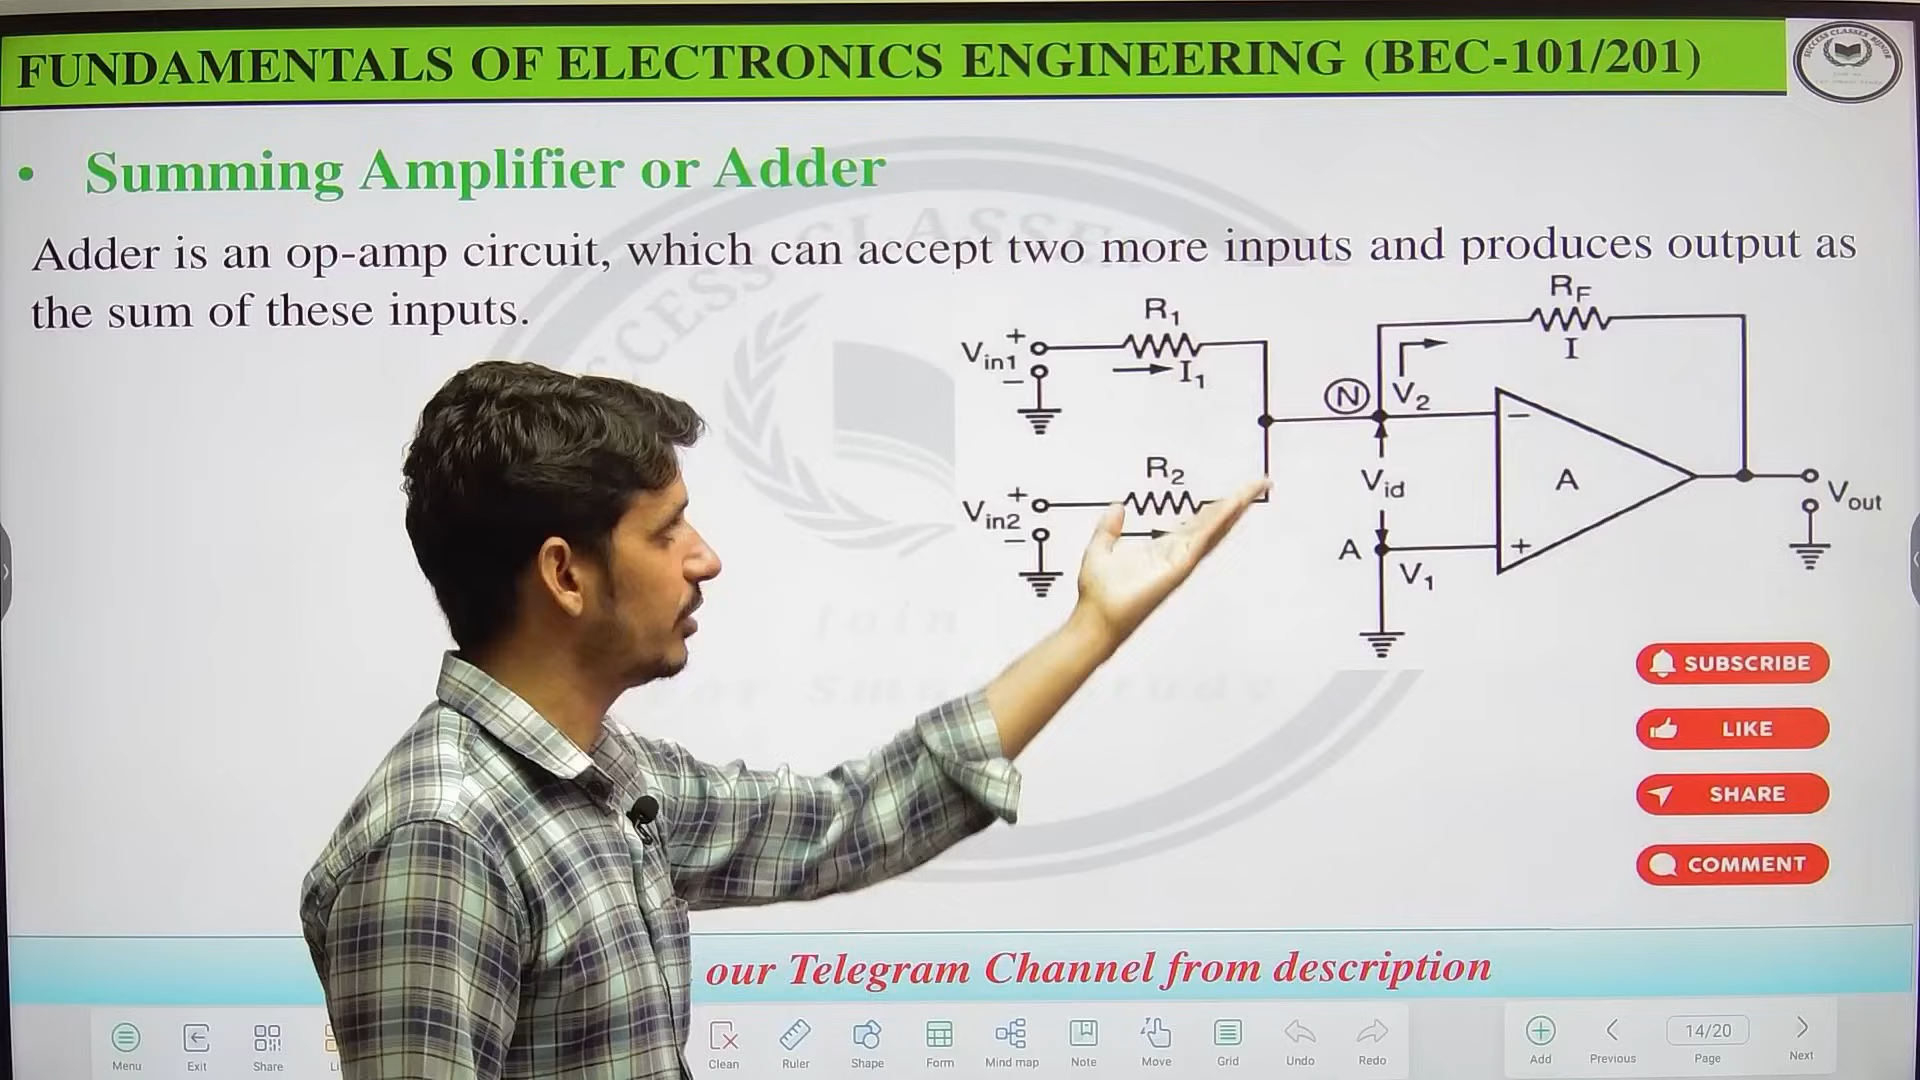 FUNDAMENTALS OF ELECTRONICS ENGINEERING (BEC-101/201)
• Summing Amplifier or Adder
Adder is an op-amp circuit, which can accept two more inputs and produces output as
the sum of these inputs.
RF
R1
I
Vin1
+
−
I1
N
V2
−
R2
Vid
A
Vin2
+
−
Vout
A
+
V1
SUBSCRIBE
LIKE
SHARE
COMMENT
our Telegram Channel from description
Menu
Exit
Share
Clean
Ruler
Shape
Form
Mind map
Note
Move
Grid
Undo
Redo
Add
Previous
14/20
Page
Next